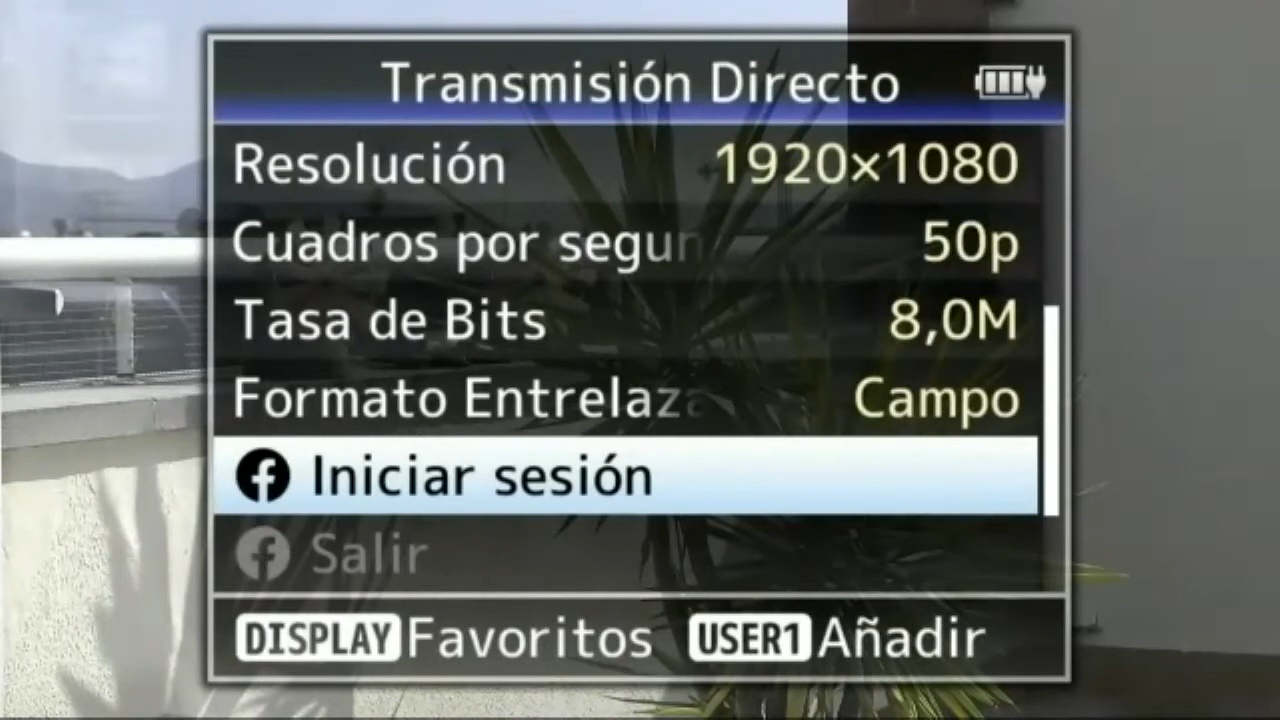 Transmisión Directo
Resolución 1920×1080
Cuadros por segun 50p
Tasa de Bits 8,0M
Formato Entrelaza Campo
Iniciar sesión
Salir
DISPLAY Favoritos USER1 Añadir